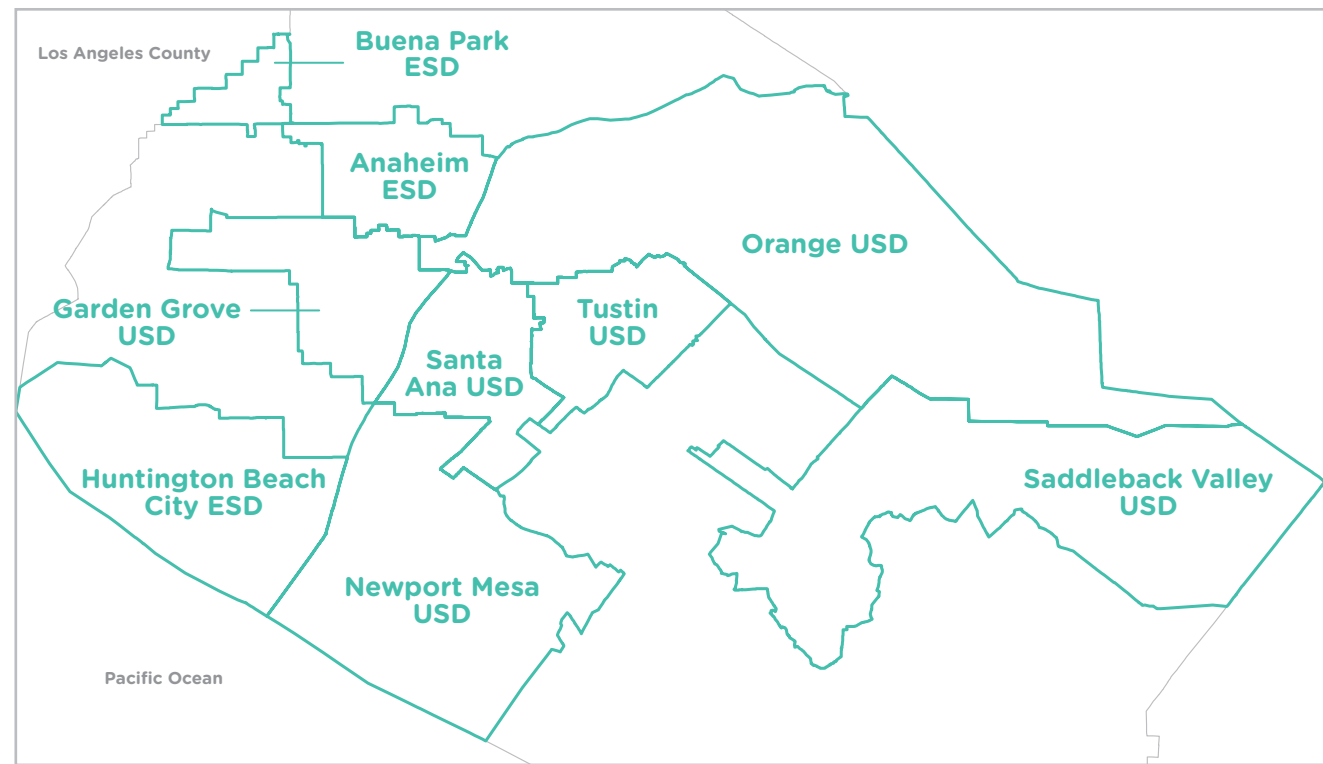 Los Angeles County
Buena Park
ESD
Anaheim
ESD
Orange USD
Garden Grove
USD
Tustin
USD
Santa
Ana USD
Huntington Beach
City ESD
Saddleback Valley
USD
Newport Mesa
USD
Pacific Ocean